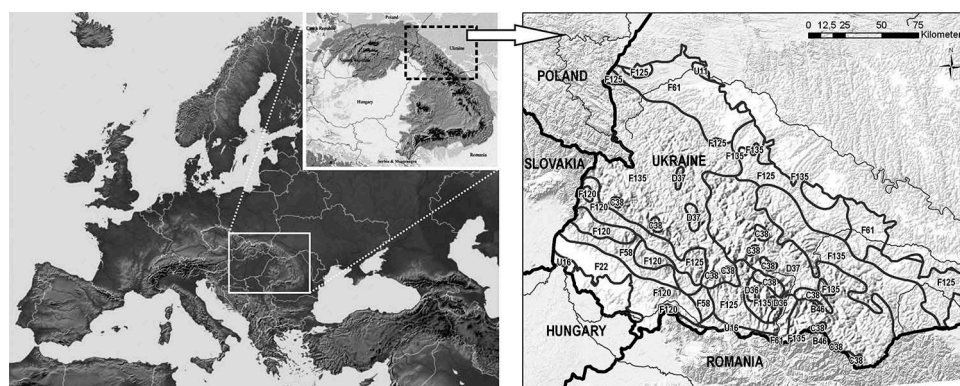 Poland
Czech Republic
Ukraine
Hungary
Romania
Serbia & Montenegro
0 12,5 25 50 75
Kilometer
N
POLAND
F125
F125
U11
F61
SLOVAKIA
UKRAINE
F125
F135
F135
F135
D37
F125
F135
F120
F120
C38
D37
C38
C38
F120
F58
F120
F125
F61
U16
F22
C38
C38
C38
C38
D37
F135
F125
F120
F120
F58
F125
D36
F135
D36
C38
F135
B46
HUNGARY
U16
F61
F135
C38
B46
ROMANIA
C38
C38